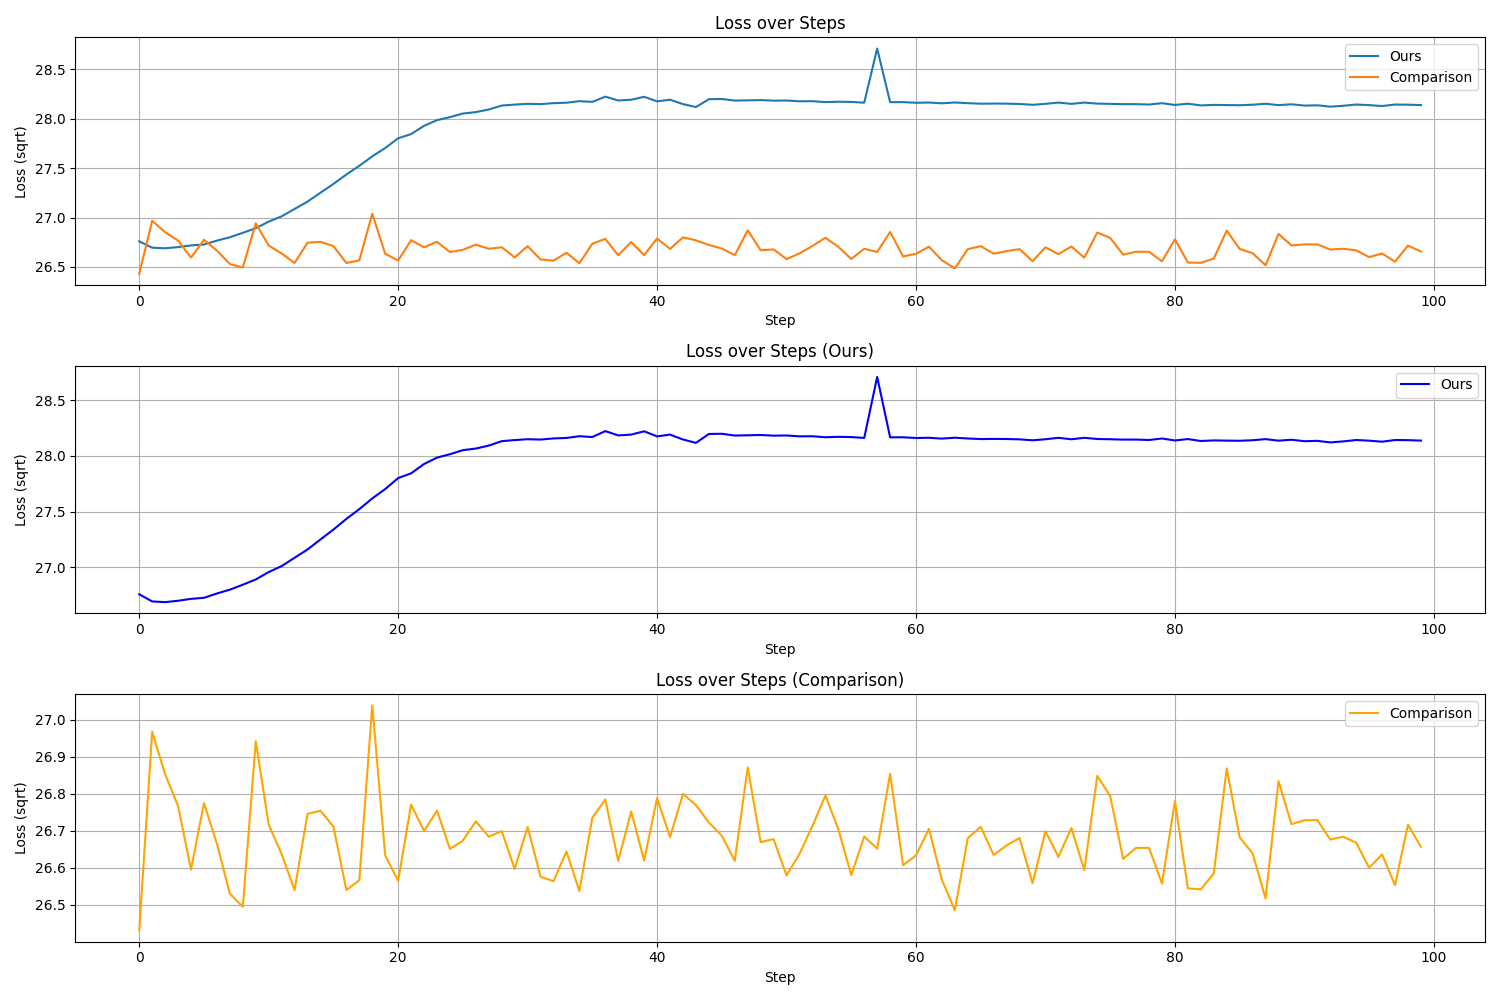 Loss over Steps
Loss (sqrt)
28.5
28.0
27.5
27.0
26.5
Ours
Comparison
0 20 40 60 80 100
Step
Loss over Steps (Ours)
Loss (sqrt)
28.5
28.0
27.5
27.0
Ours
0 20 40 60 80 100
Step
Loss over Steps (Comparison)
Loss (sqrt)
27.0
26.9
26.8
26.7
26.6
26.5
Comparison
0 20 40 60 80 100
Step